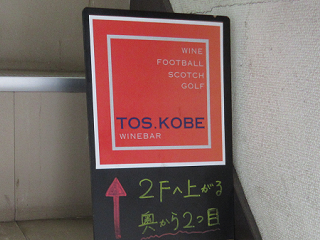 WINE
FOOTBALL
SCOTCH
GOLF
TOS.KOBE
WINEBAR
2Fへ上がる
奥から2つ目